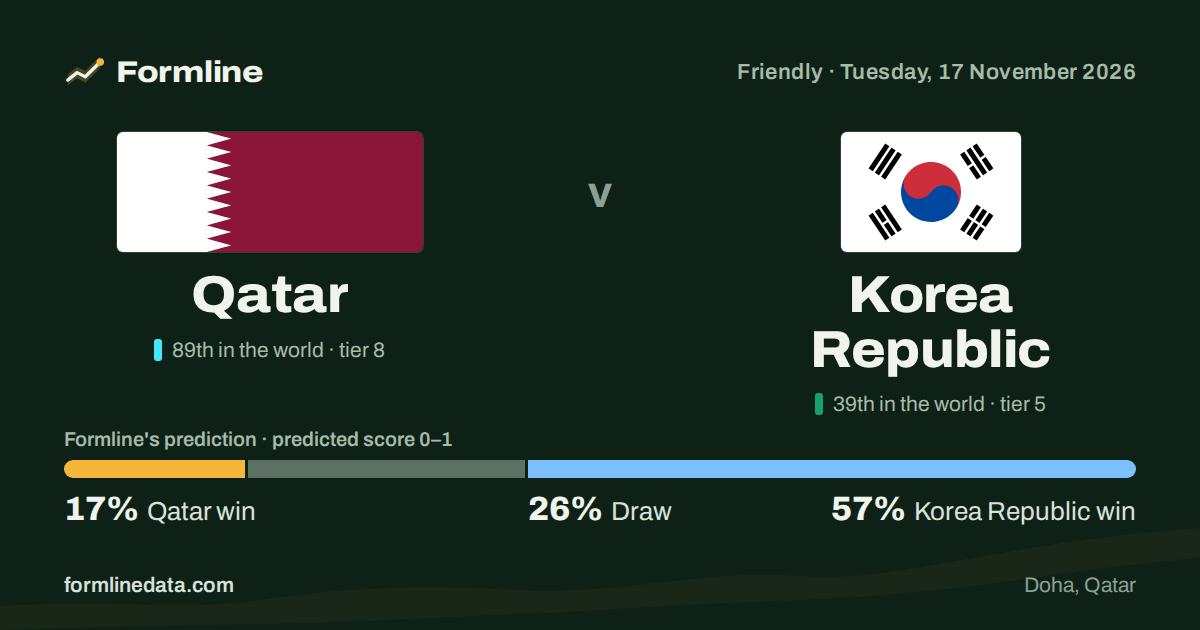 Formline
Friendly · Tuesday, 17 November 2026
V
Qatar
89th in the world · tier 8
Korea
Republic
39th in the world · tier 5
Formline's prediction · predicted score 0–1
17% Qatar win
26% Draw
57% Korea Republic win
formlinedata.com
Doha, Qatar